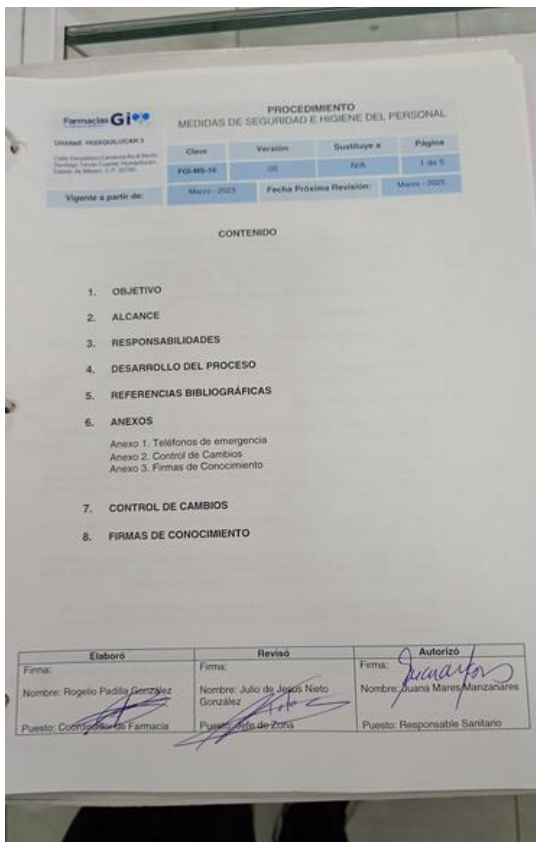 Farmacias Gi
PROCEDIMIENTO
MEDIDAS DE SEGURIDAD E HIGIENE DEL PERSONAL
Unidad: HUIXQUILUCAN 3
Clave
Versión
Sustituye a
Página
FGI-MS-16
00
N/A
1 de 5
Vigente a partir de:
Marzo - 2023
Fecha Próxima Revisión:
Marzo - 2025
CONTENIDO
1. OBJETIVO
2. ALCANCE
3. RESPONSABILIDADES
4. DESARROLLO DEL PROCESO
5. REFERENCIAS BIBLIOGRÁFICAS
6. ANEXOS
Anexo 1. Teléfonos de emergencia
Anexo 2. Control de Cambios
Anexo 3. Firmas de Conocimiento
7. CONTROL DE CAMBIOS
8. FIRMAS DE CONOCIMIENTO
Elaboró
Revisó
Autorizó
Firma:
Firma:
Firma:
Nombre: Rogelio Padilla González
Nombre: Julio de Jesús Nieto
González
Nombre: Juana Mares Manzanares
Puesto: Coordinador de Farmacia
Puesto: Jefe de Zona
Puesto: Responsable Sanitario